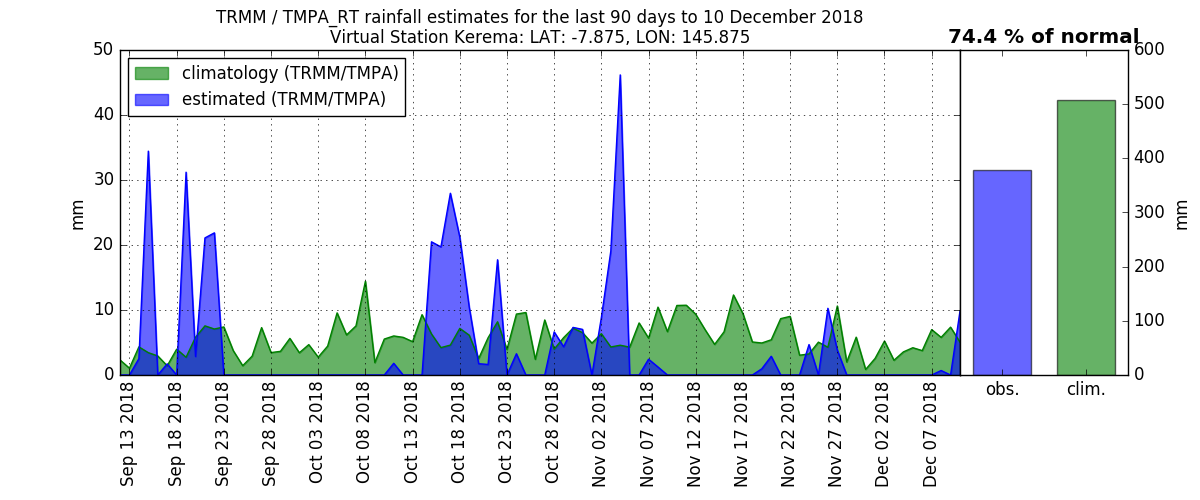 TRMM / TMPA_RT rainfall estimates for the last 90 days to 10 December 2018
Virtual Station Kerema: LAT: -7.875, LON: 145.875
74.4 % of normal
climatology (TRMM/TMPA)
estimated (TRMM/TMPA)
50
40
30
20
10
0
mm
Sep 13 2018
Sep 18 2018
Sep 23 2018
Sep 28 2018
Oct 03 2018
Oct 08 2018
Oct 13 2018
Oct 18 2018
Oct 23 2018
Oct 28 2018
Nov 02 2018
Nov 07 2018
Nov 12 2018
Nov 17 2018
Nov 22 2018
Nov 27 2018
Dec 02 2018
Dec 07 2018
obs.
clim.
600
500
400
300
200
100
0
mm